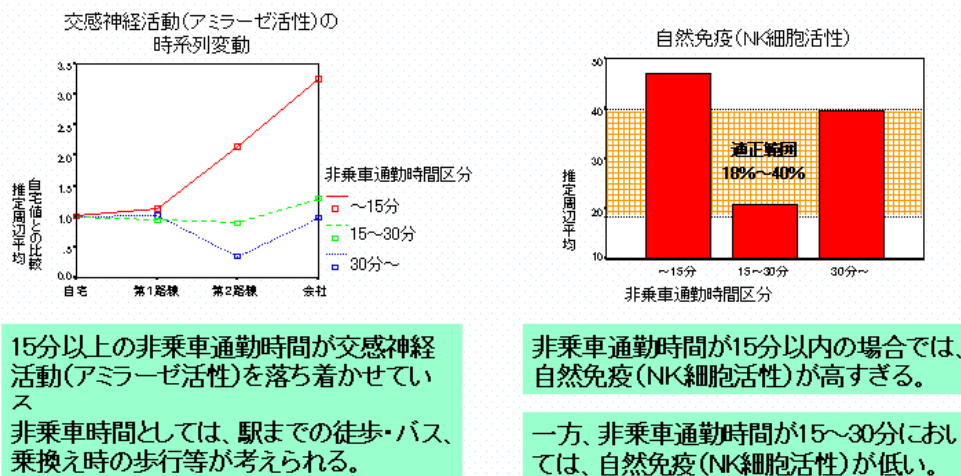 交感神経活動(アミラーゼ活性)の
時系列変動
3.5
3.0
2.5
2.0
1.5
1.0
.5
0.0
推定周辺平均
自宅値との比較
自宅
第1路線
第2路線
会社
非乗車通勤時間区分
～15分
15～30分
30分～
15分以上の非乗車通勤時間が交感神経
活動(アミラーゼ活性)を落ち着かせてい
非乗車時間としては、駅までの徒歩・バス、
乗換え時の歩行等が考えられる。
自然免疫(NK細胞活性)
50
40
30
20
10
推定周辺平均
適正範囲
18%～40%
～15分
15～30分
30分～
非乗車通勤時間区分
非乗車通勤時間が15分以内の場合では、
自然免疫(NK細胞活性)が高すぎる。
一方、非乗車通勤時間が15～30分におい
ては、自然免疫(NK細胞活性)が低い。